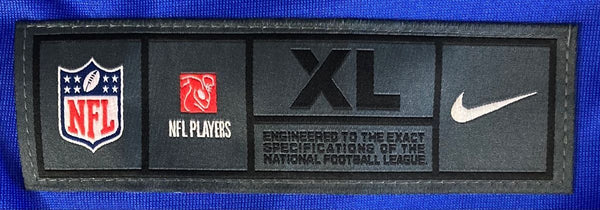 NFL
NFL PLAYERS
XL
ENGINEERED TO THE EXACT
SPECIFICATIONS OF THE
NATIONAL FOOTBALL LEAGUE.